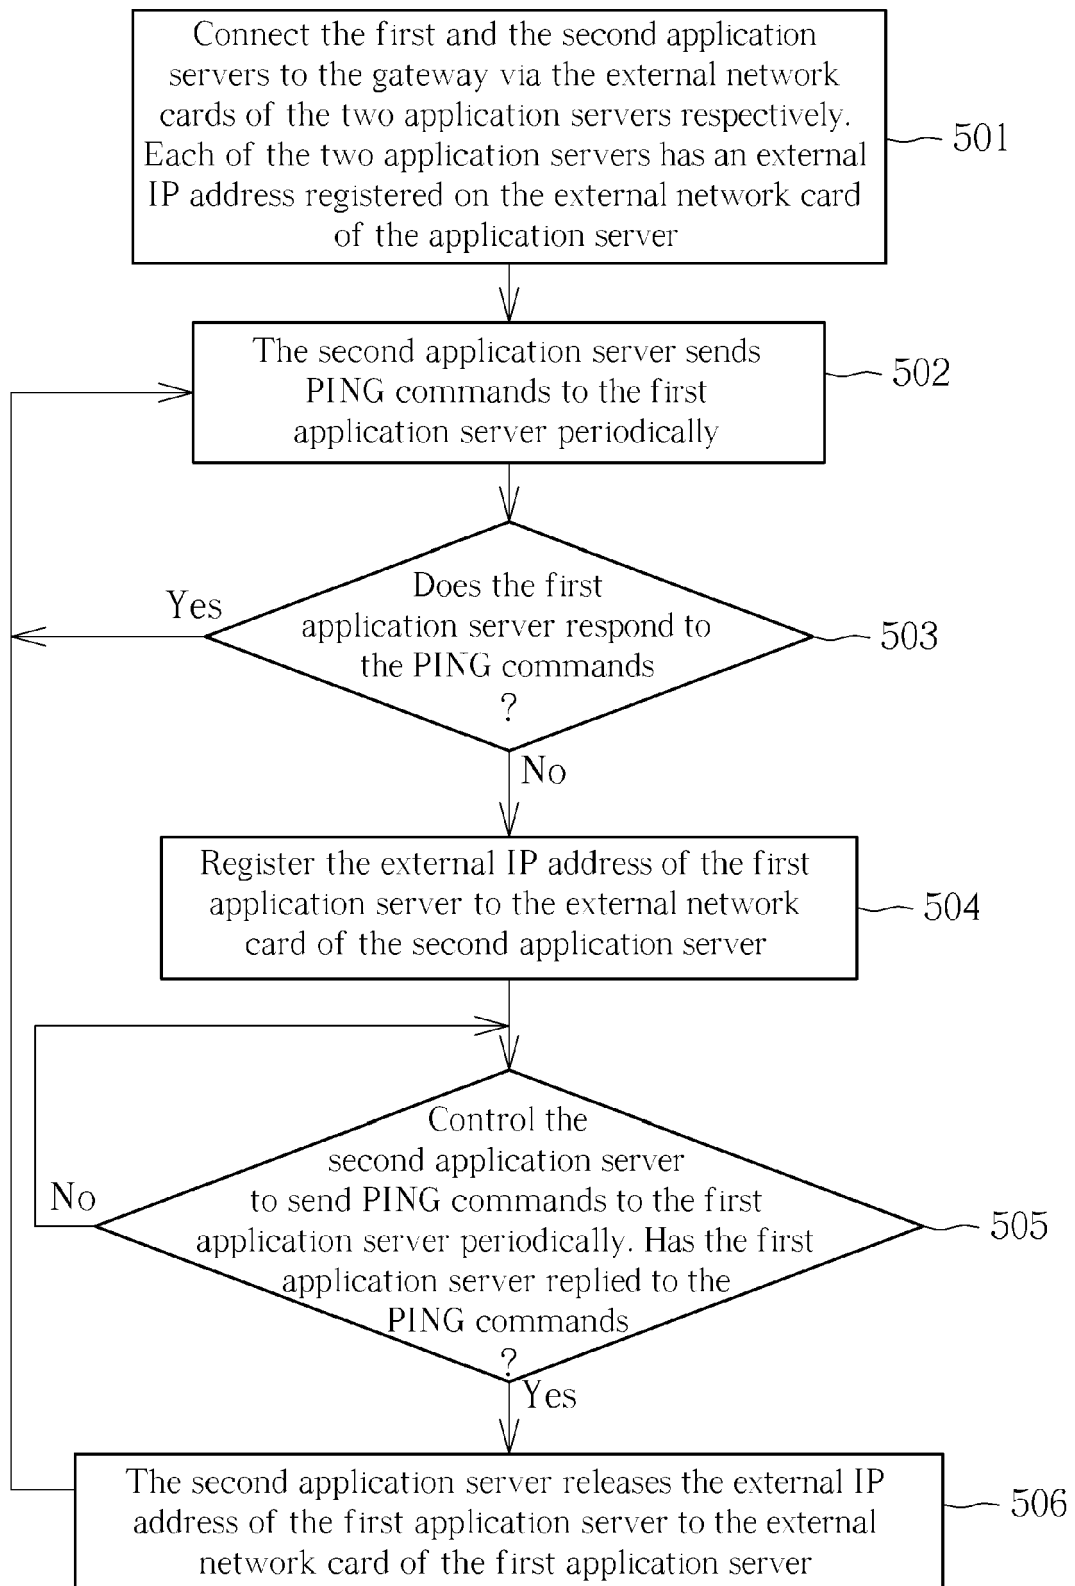 Connect the first and the second application
servers to the gateway via the external network
cards of the two application servers respectively.
Each of the two application servers has an external
IP address registered on the external network card
of the application server
501
The second application server sends
PING commands to the first
application server periodically
502
Does the first
application server respond to
the PING commands
?
503
Yes
No
Register the external IP address of the first
application server to the external network
card of the second application server
504
Control the
second application server
to send PING commands to the first
application server periodically. Has the first
application server replied to the
PING commands
?
505
No
Yes
The second application server releases the external IP
address of the first application server to the external
network card of the first application server
506